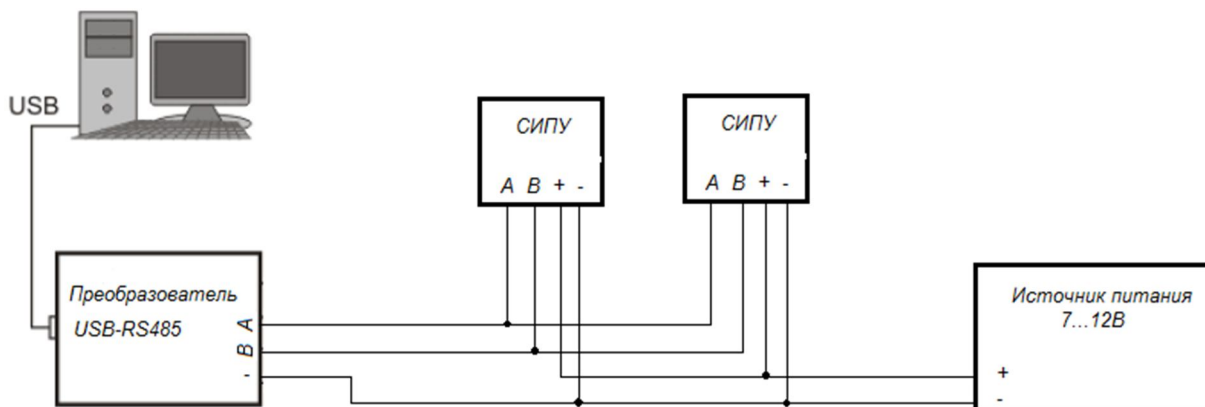 USB
СИПУ
A B + -
СИПУ
A B + -
Преобразователь
USB-RS485
A
B
-
Источник питания
7...12В
+
-